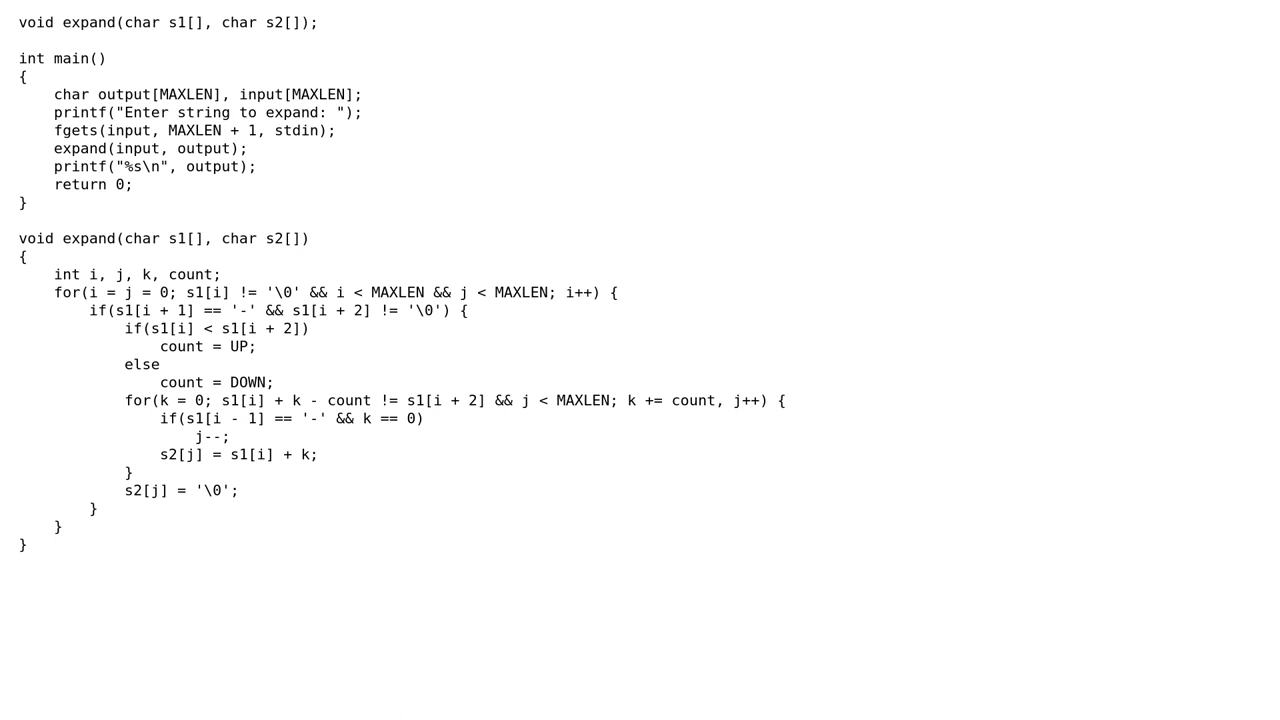 void expand(char s1[], char s2[]);

int main()
{
    char output[MAXLEN], input[MAXLEN];
    printf("Enter string to expand: ");
    fgets(input, MAXLEN + 1, stdin);
    expand(input, output);
    printf("%s\n", output);
    return 0;
}

void expand(char s1[], char s2[])
{
    int i, j, k, count;
    for(i = j = 0; s1[i] != '\0' && i < MAXLEN && j < MAXLEN; i++) {
        if(s1[i + 1] == '-' && s1[i + 2] != '\0') {
            if(s1[i] < s1[i + 2])
                count = UP;
            else
                count = DOWN;
            for(k = 0; s1[i] + k - count != s1[i + 2] && j < MAXLEN; k += count, j++) {
                if(s1[i - 1] == '-' && k == 0)
                    j--;
                s2[j] = s1[i] + k;
            }
            s2[j] = '\0';
        }
    }
}